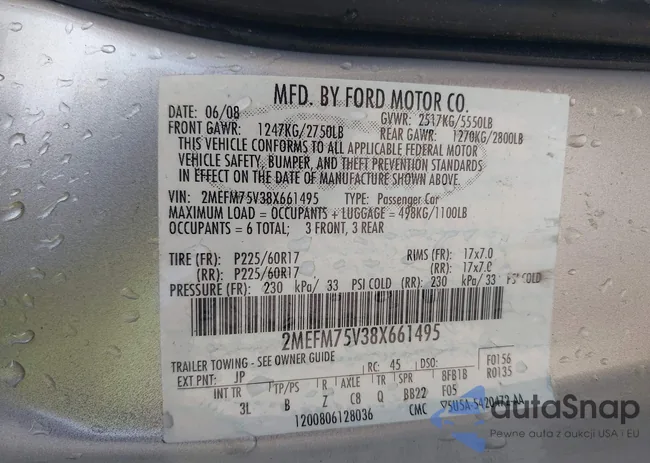 MFD. BY FORD MOTOR CO.
DATE: 06/08 GVWR: 2517KG/5550LB
FRONT GAWR: 1247KG/2750LB REAR GAWR: 1270KG/2800LB
THIS VEHICLE CONFORMS TO ALL APPLICABLE FEDERAL MOTOR
VEHICLE SAFETY, BUMPER, AND THEFT PREVENTION STANDARDS
IN EFFECT ON THE DATE OF MANUFACTURE SHOWN ABOVE.
VIN: 2MEFM75V38X661495 TYPE: Passenger Car
MAXIMUM LOAD = OCCUPANTS + LUGGAGE = 498KG/1100LB
OCCUPANTS = 6 TOTAL; 3 FRONT, 3 REAR
TIRE (FR): P225/60R17 RIMS (FR): 17x7.0
(RR): P225/60R17 (RR): 17x7.0
PRESSURE (FR): 230 kPa/ 33 PSI COLD (RR): 230 kPa/ 33 PSI COLD
2MEFM75V38X661495
TRAILER TOWING - SEE OWNER GUIDE
EXT PNT: JP RC: 45 DSO: F0156
INT TR TP/PS R AXLE TR SPR BFB1B R0135
3L B Z C8 Q BB22 F05
1200806128036 CMC 5U5A-5420472-AA
autaSnap
Pewne auta z aukcji USA i EU